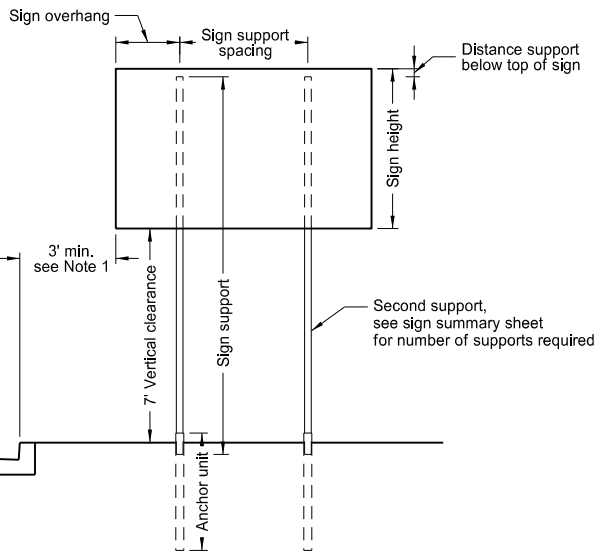 Sign overhang
Sign support
spacing
Distance support
below top of sign
Sign height
3' min.
see Note 1
7' Vertical clearance
Sign support
Second support,
see sign summary sheet
for number of supports required
Anchor unit